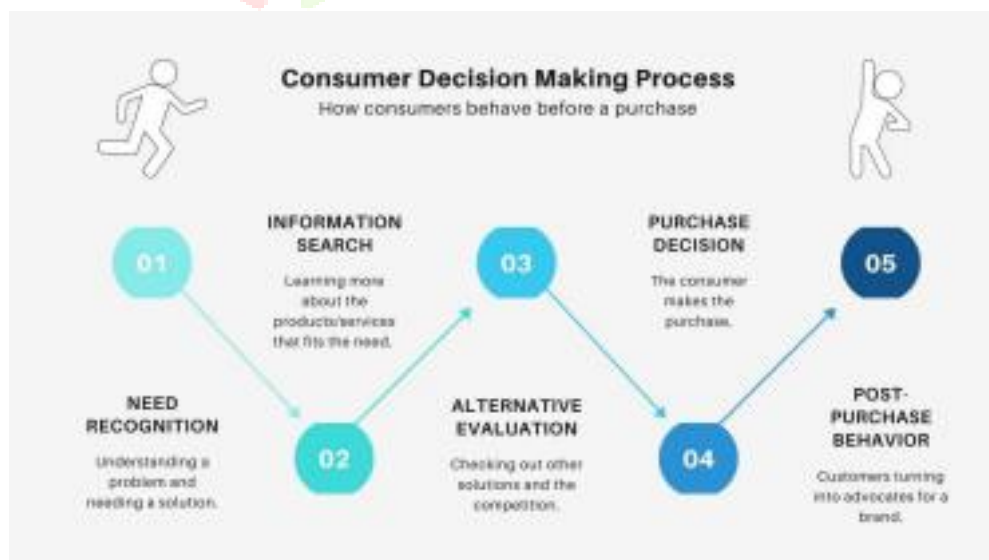 Consumer Decision Making Process
How consumers behave before a purchase
01
NEED
RECOGNITION
Understanding a
problem and
needing a solution.
INFORMATION
SEARCH
Learning more
about the
products/services
that fits the need.
02
03
ALTERNATIVE
EVALUATION
Checking out other
solutions and the
competition.
PURCHASE
DECISION
The consumer
makes the
purchase.
04
05
POST-
PURCHASE
BEHAVIOR
Customers turning
into advocates for a
brand.